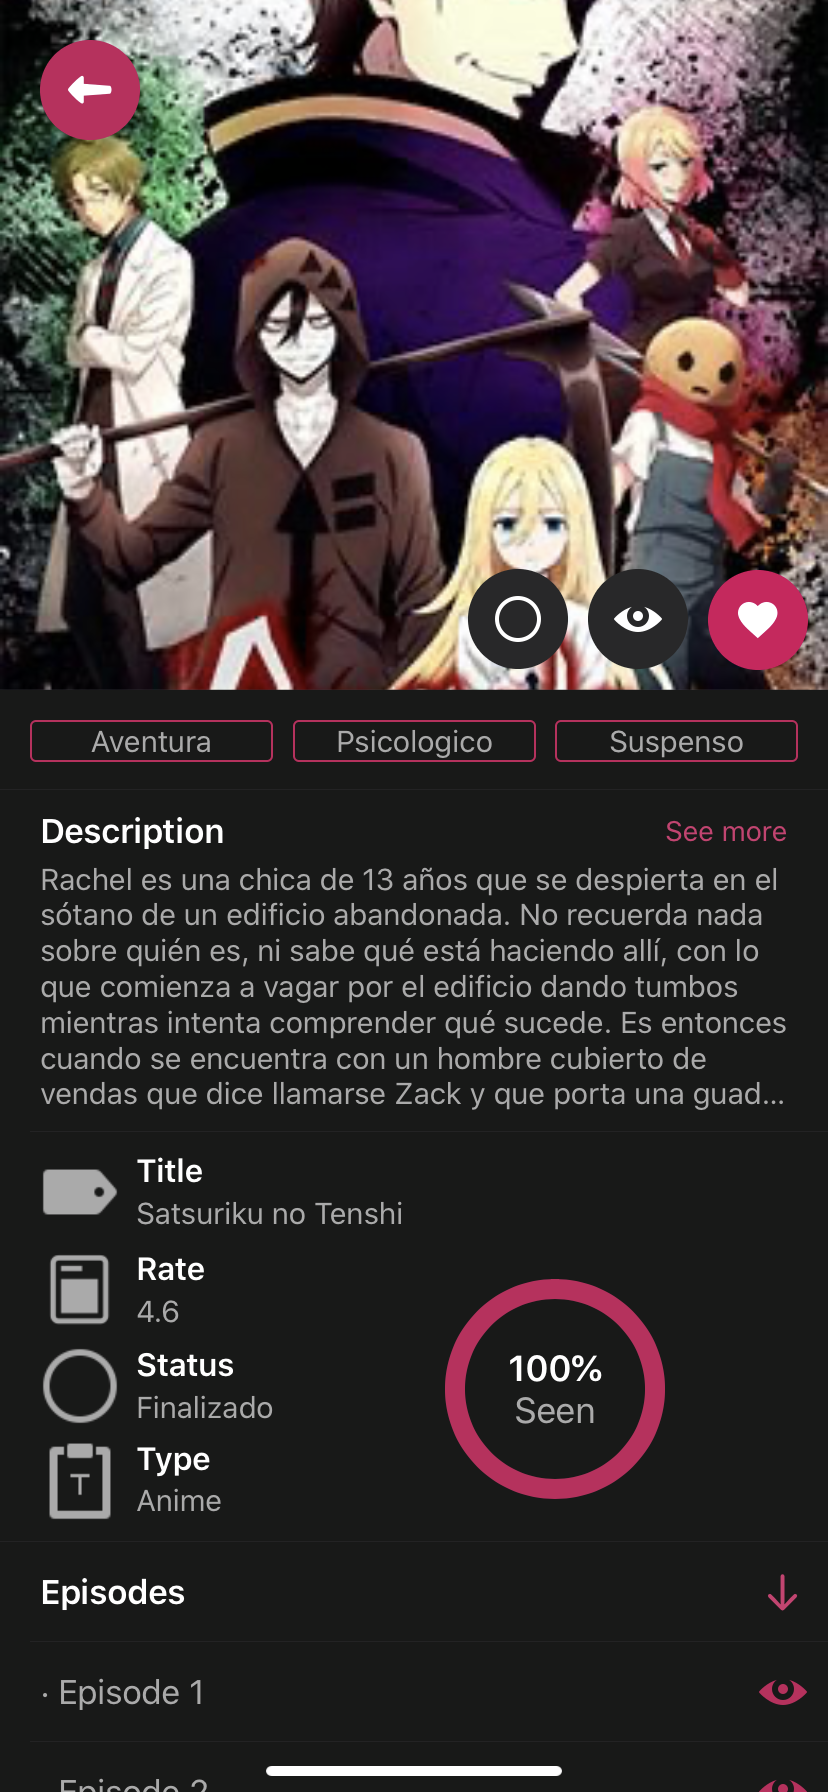 Aventura
Psicologico
Suspenso
Description
See more
Rachel es una chica de 13 años que se despierta en el
sótano de un edificio abandonada. No recuerda nada
sobre quién es, ni sabe qué está haciendo allí, con lo
que comienza a vagar por el edificio dando tumbos
mientras intenta comprender qué sucede. Es entonces
cuando se encuentra con un hombre cubierto de
vendas que dice llamarse Zack y que porta una guad...
Title
Satsuriku no Tenshi
Rate
4.6
Status
Finalizado
T
Type
Anime
100%
Seen
Episodes
· Episode 1
Episode 2